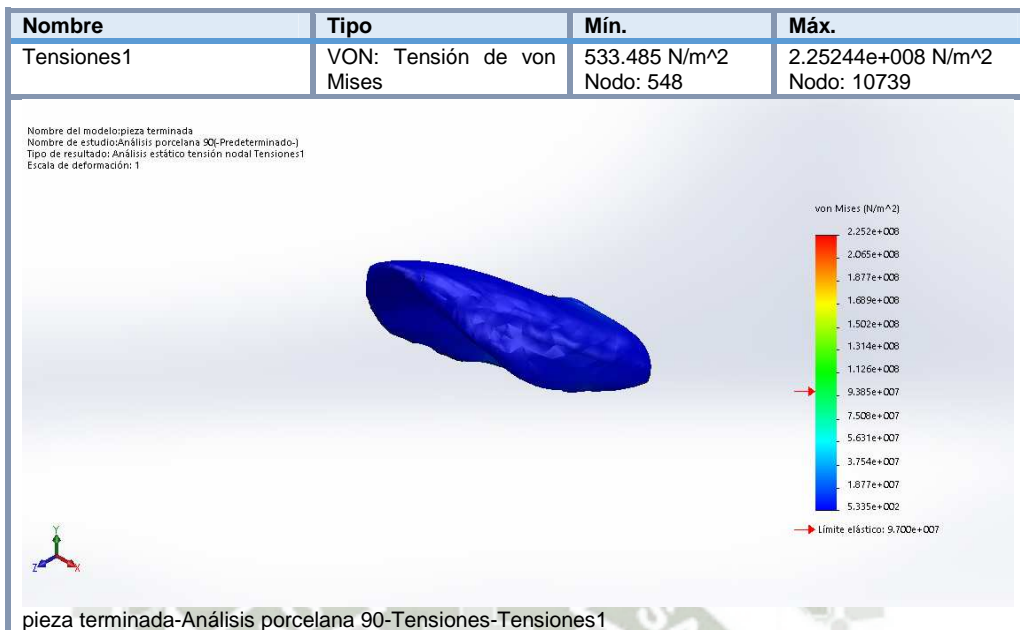 Nombre Tipo Mín. Máx.
Tensiones1 VON: Tensión de von 533.485 N/m^2 2.25244e+008 N/m^2
Mises Nodo: 548 Nodo: 10739
Nombre del modelo:pieza terminada
Nombre de estudio:Análisis porcelana 90(-Predeterminado-)
Tipo de resultado: Análisis estático tensión nodal Tensiones1
Escala de deformación: 1
von Mises (N/m^2)
2.252e+008
2.065e+008
1.877e+008
1.689e+008
1.502e+008
1.314e+008
1.126e+008
9.385e+007
7.508e+007
5.631e+007
3.754e+007
1.877e+007
5.335e+002
Límite elástico: 9.700e+007
Y
Z
X
pieza terminada-Análisis porcelana 90-Tensiones-Tensiones1